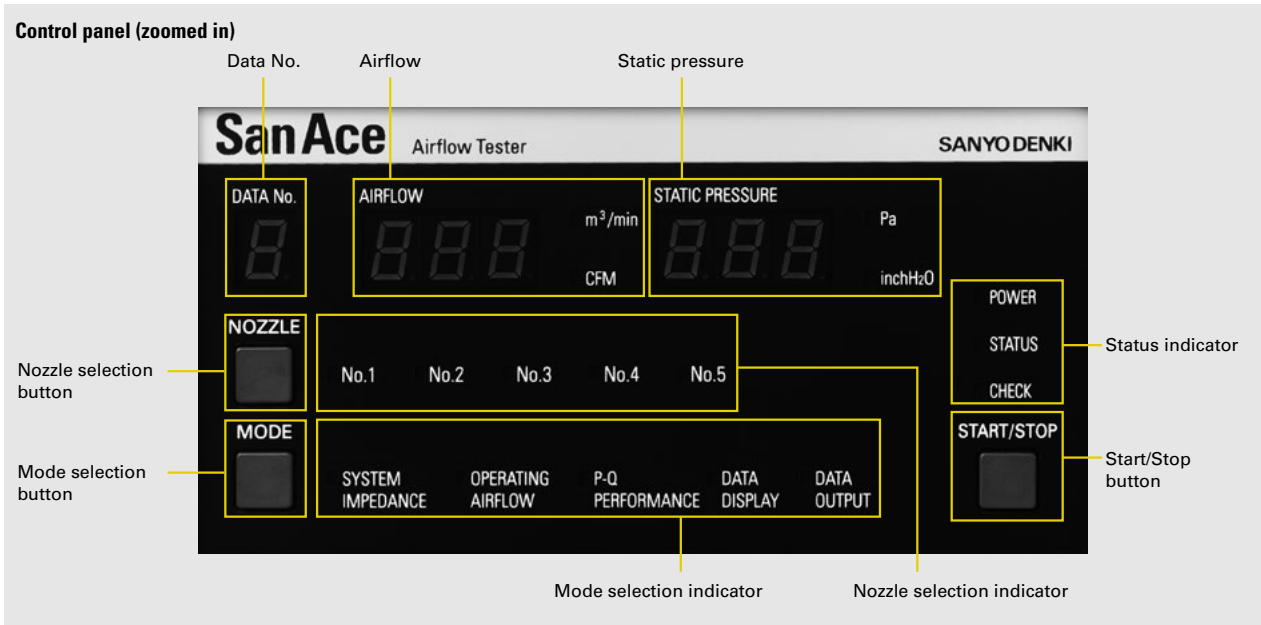 Control panel (zoomed in)
Data No.
Airflow
Static pressure
San Ace Airflow Tester
SANYO DENKI
DATA No.
AIRFLOW
m³/min
CFM
STATIC PRESSURE
Pa
inchH₂O
POWER
STATUS
CHECK
Status indicator
Nozzle selection
button
NOZZLE
No.1 No.2 No.3 No.4 No.5
Mode selection
button
MODE
SYSTEM
IMPEDANCE
OPERATING
AIRFLOW
P-Q
PERFORMANCE
DATA
DISPLAY
DATA
OUTPUT
START/STOP
Start/Stop
button
Mode selection indicator
Nozzle selection indicator